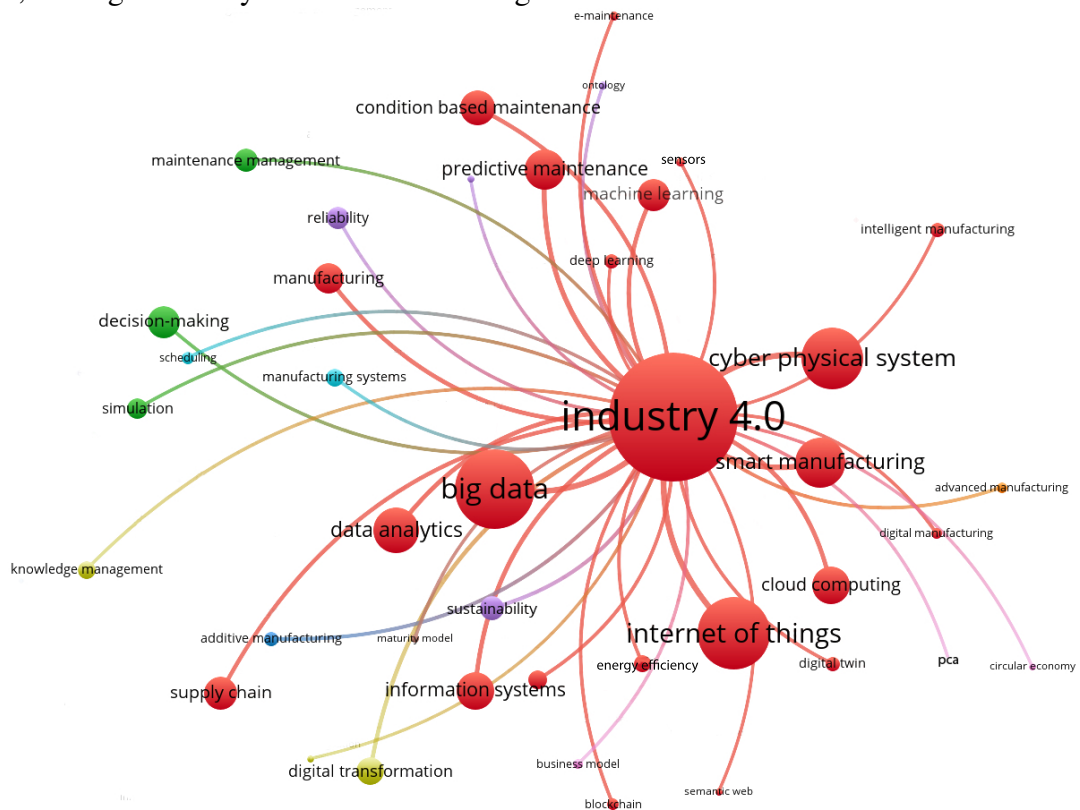 e-maintenance
ontology
condition based maintenance
maintenance management
predictive maintenance
sensors
machine learning
reliability
intelligent manufacturing
deep learning
manufacturing
decision-making
scheduling
cyber physical system
manufacturing systems
simulation
industry 4.0
smart manufacturing
big data
advanced manufacturing
data analytics
digital manufacturing
knowledge management
cloud computing
sustainability
additive manufacturing
maturity model
internet of things
pca
energy efficiency
digital twin
circular economy
supply chain
information systems
digital transformation
business model
semantic web
blockchain